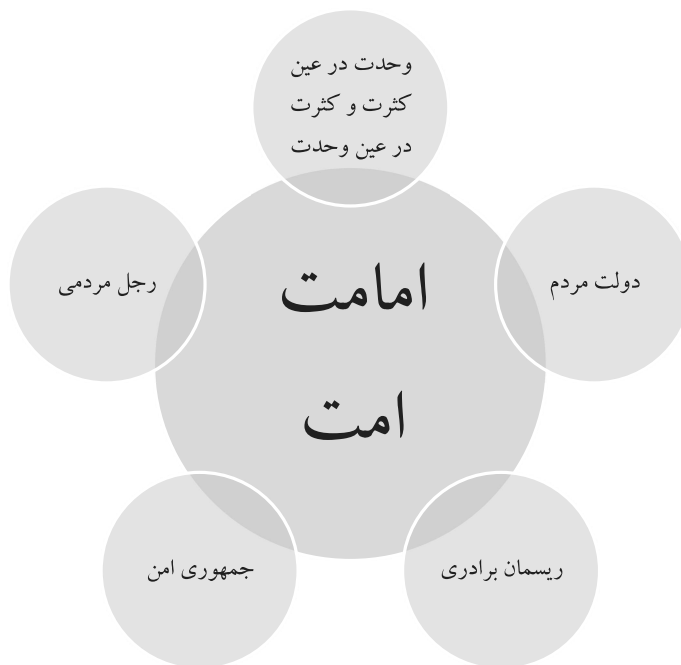 وحدت در عین
کثرت و کثرت
در عین وحدت
دولت مردم
رجل مردمی
امامت
امت
ریسمان برادری
جمهوری امن